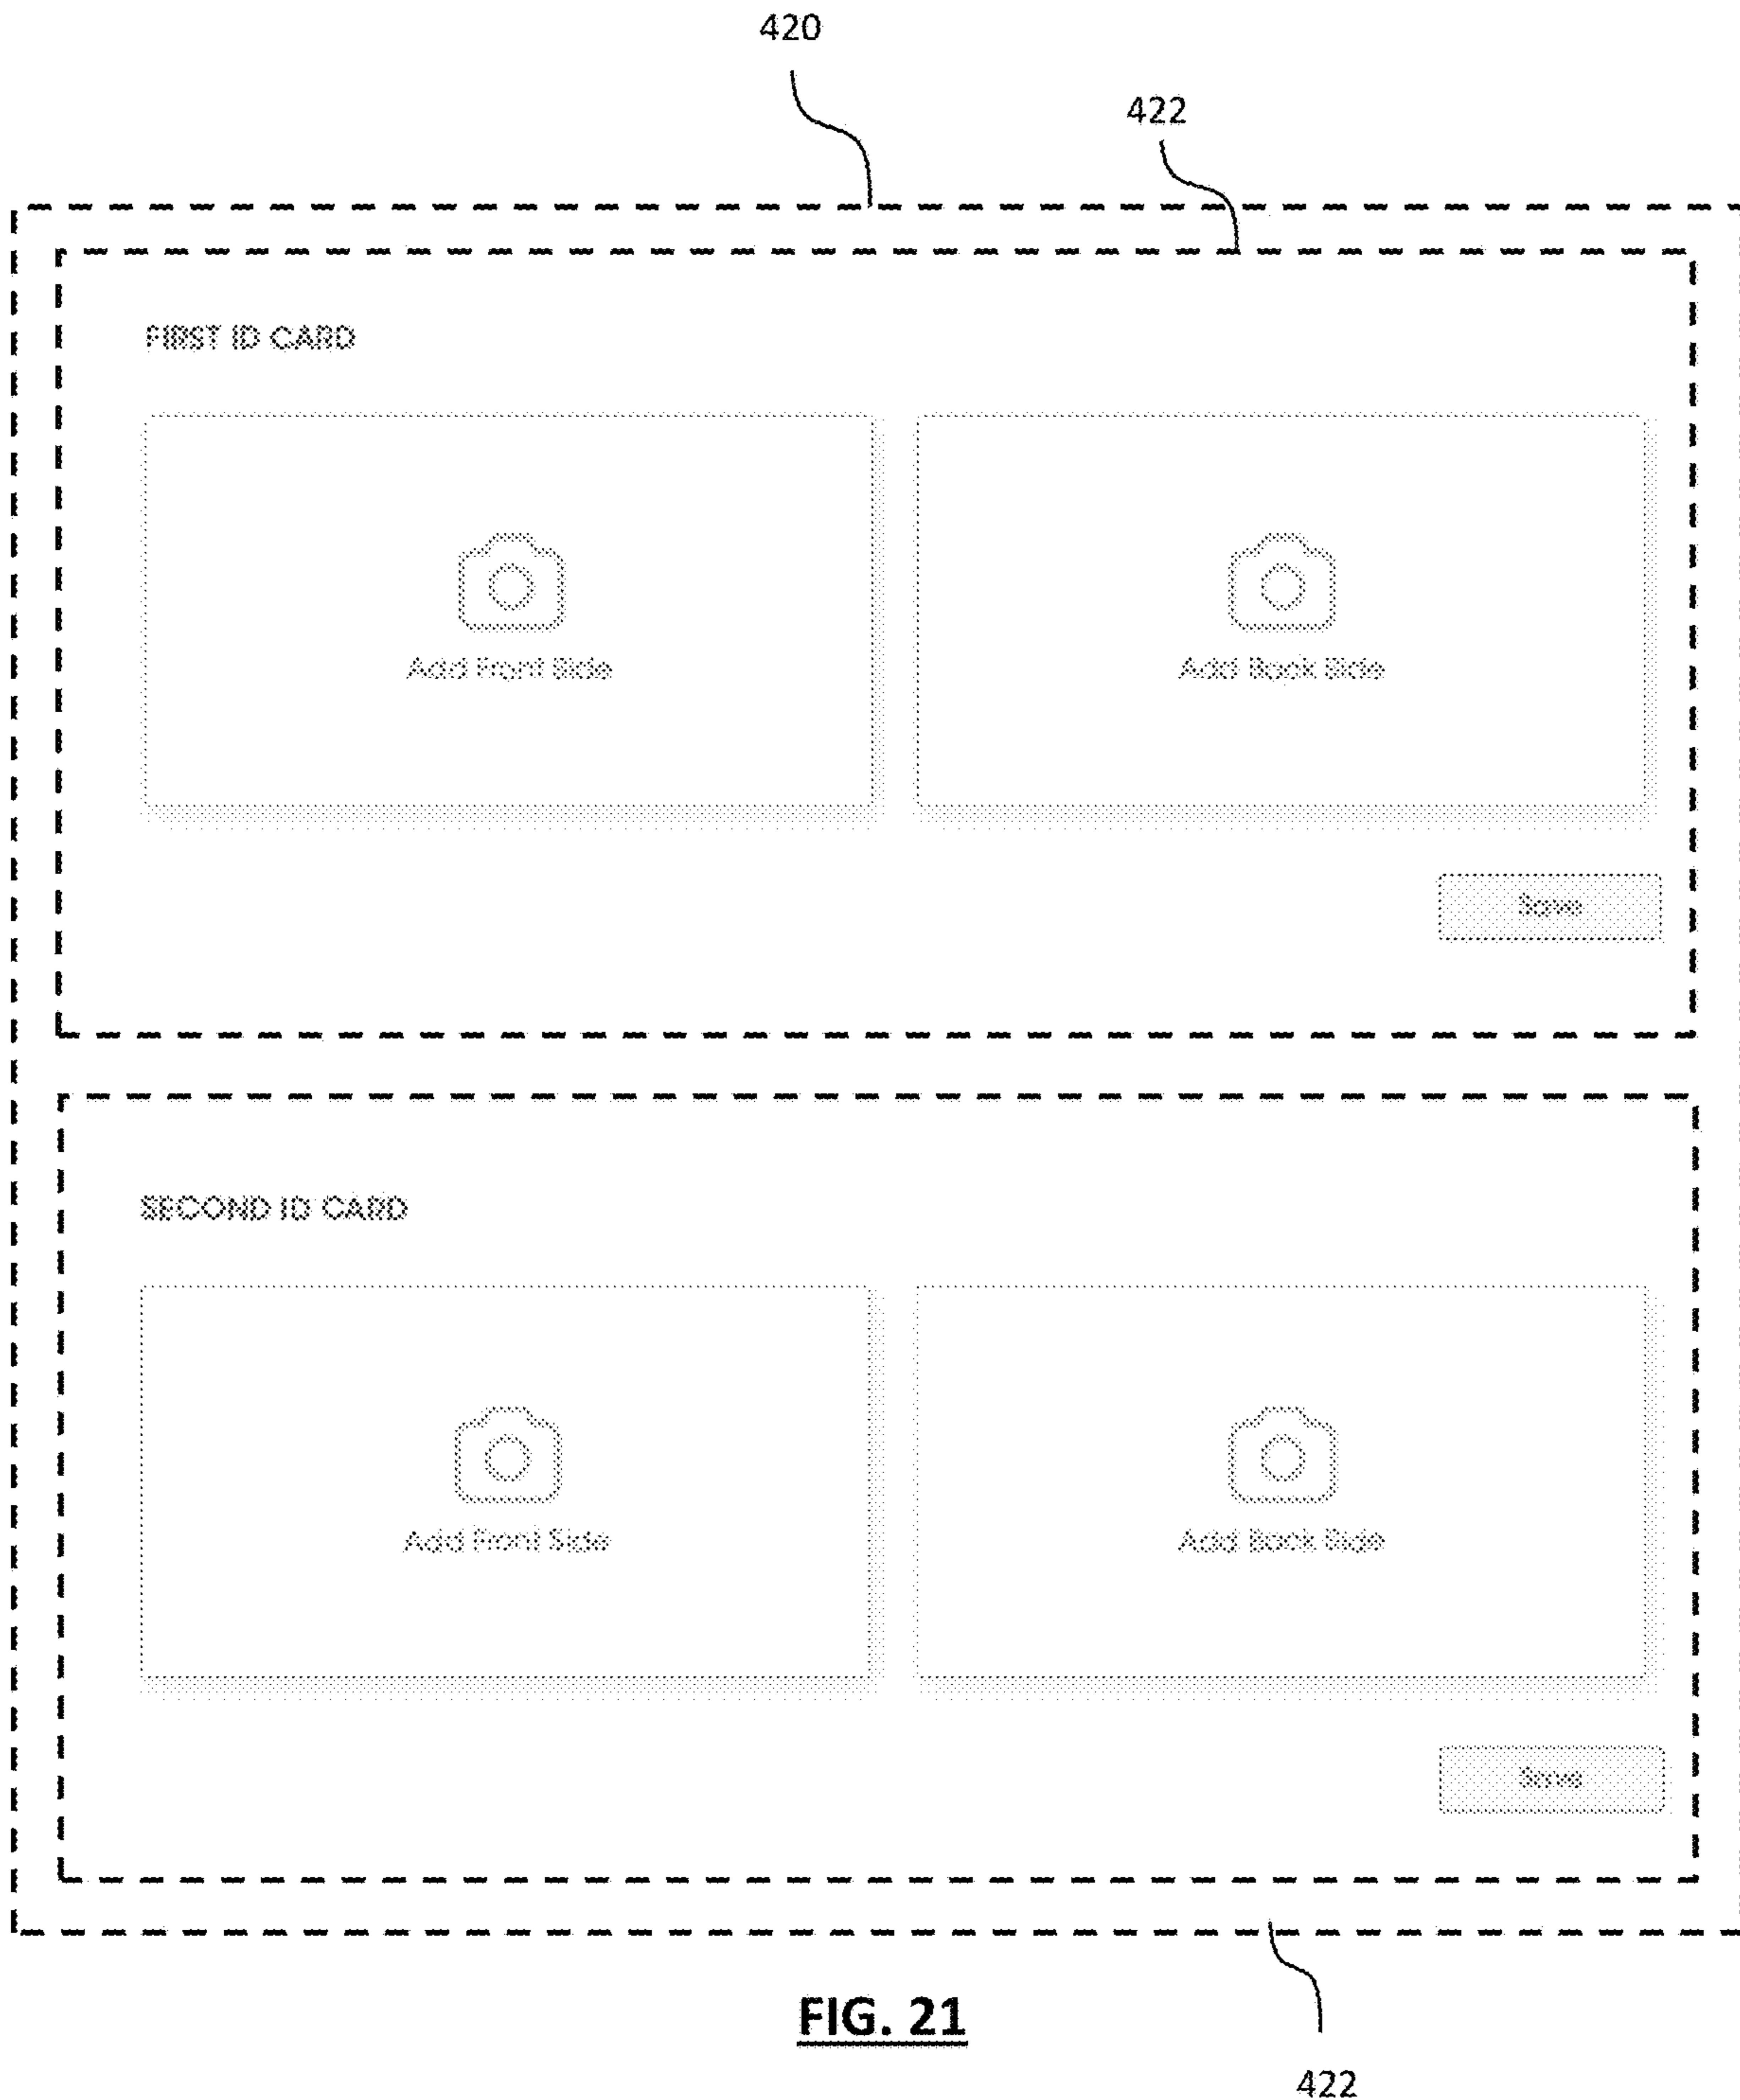 420
422
FIRST ID CARD
Add Front Side
Add Back Side
Save
SECOND ID CARD
Add Front Side
Add Back Side
Save
FIG. 21
422